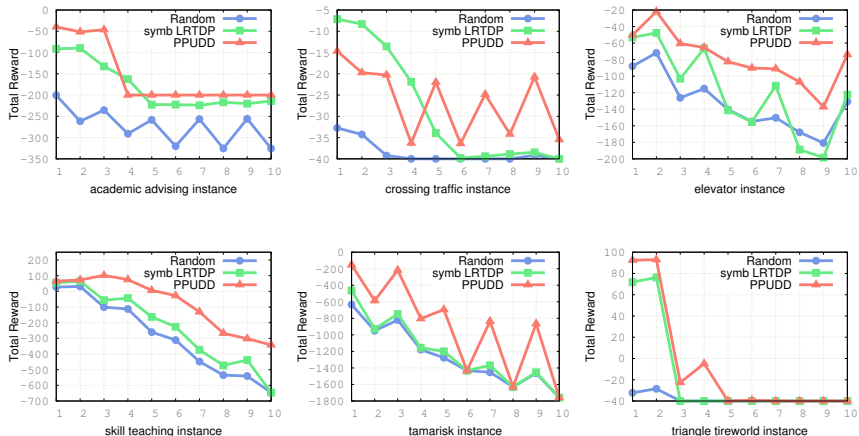 Total Reward
0
-50
-100
-150
-200
-250
-300
-350
Random
symb LRTDP
PPUDD
1 2 3 4 5 6 7 8 9 10
academic advising instance
Total Reward
-5
-10
-15
-20
-25
-30
-35
-40
Random
symb LRTDP
PPUDD
1 2 3 4 5 6 7 8 9 10
crossing traffic instance
Total Reward
-20
-40
-60
-80
-100
-120
-140
-160
-180
-200
Random
symb LRTDP
PPUDD
1 2 3 4 5 6 7 8 9 10
elevator instance
Total Reward
200
100
0
-100
-200
-300
-400
-500
-600
-700
Random
symb LRTDP
PPUDD
1 2 3 4 5 6 7 8 9 10
skill teaching instance
Total Reward
0
-200
-400
-600
-800
-1000
-1200
-1400
-1600
-1800
Random
symb LRTDP
PPUDD
1 2 3 4 5 6 7 8 9 10
tamarisk instance
Total Reward
100
80
60
40
20
0
-20
-40
Random
symb LRTDP
PPUDD
1 2 3 4 5 6 7 8 9 10
triangle tireworld instance